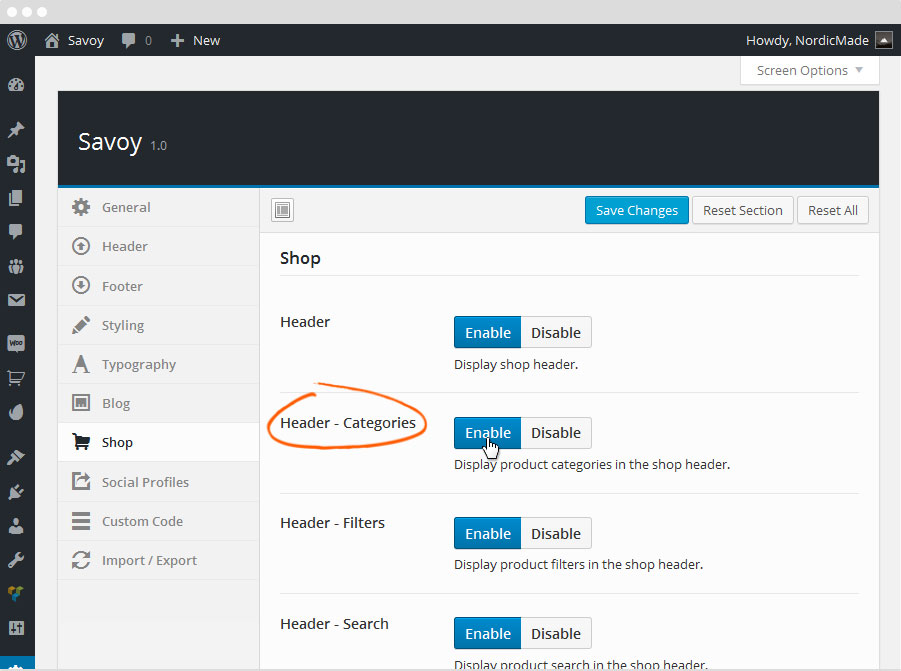 Savoy 0 New Howdy, NordicMade
Screen Options
Savoy 1.0
General
Header
Footer
Styling
Typography
Blog
Shop
Social Profiles
Custom Code
Import / Export
Save Changes Reset Section Reset All
Shop
Header
Enable Disable
Display shop header.
Header - Categories
Enable Disable
Display product categories in the shop header.
Header - Filters
Enable Disable
Display product filters in the shop header.
Header - Search
Enable Disable
Display product search in the shop header.